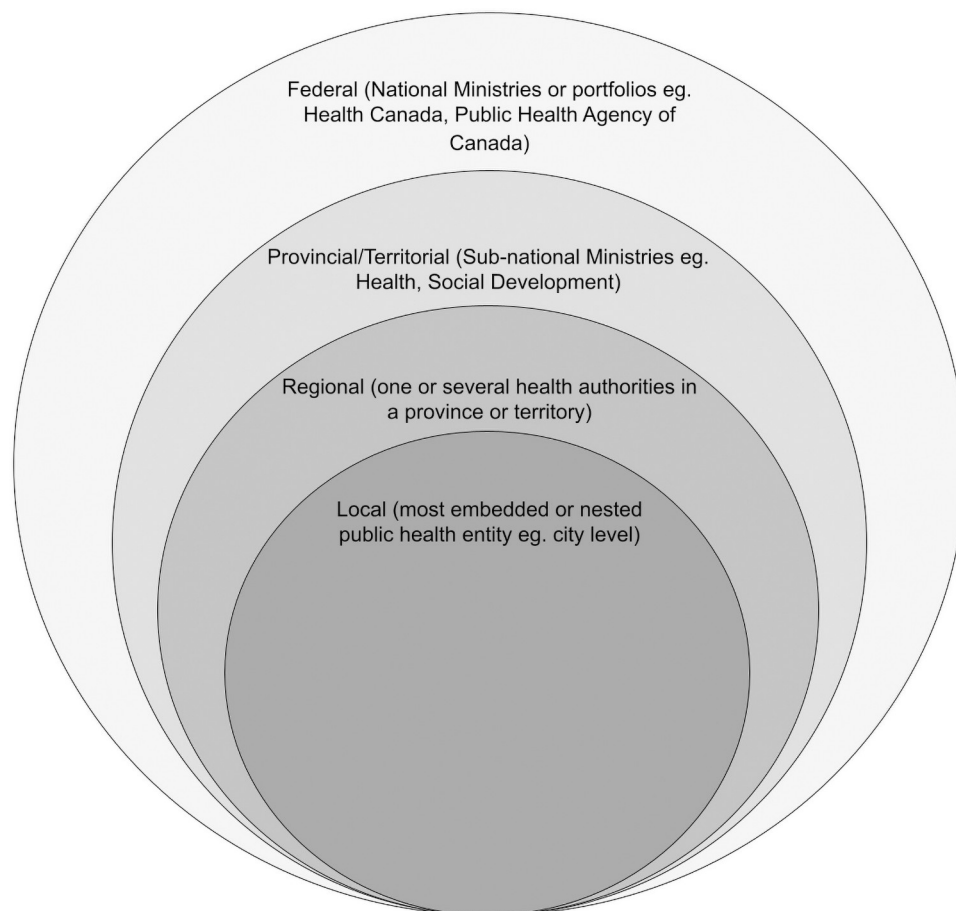 Federal (National Ministries or portfolios eg.
Health Canada, Public Health Agency of
Canada)
Provincial/Territorial (Sub-national Ministries eg.
Health, Social Development)
Regional (one or several health authorities in
a province or territory)
Local (most embedded or nested
public health entity eg. city level)